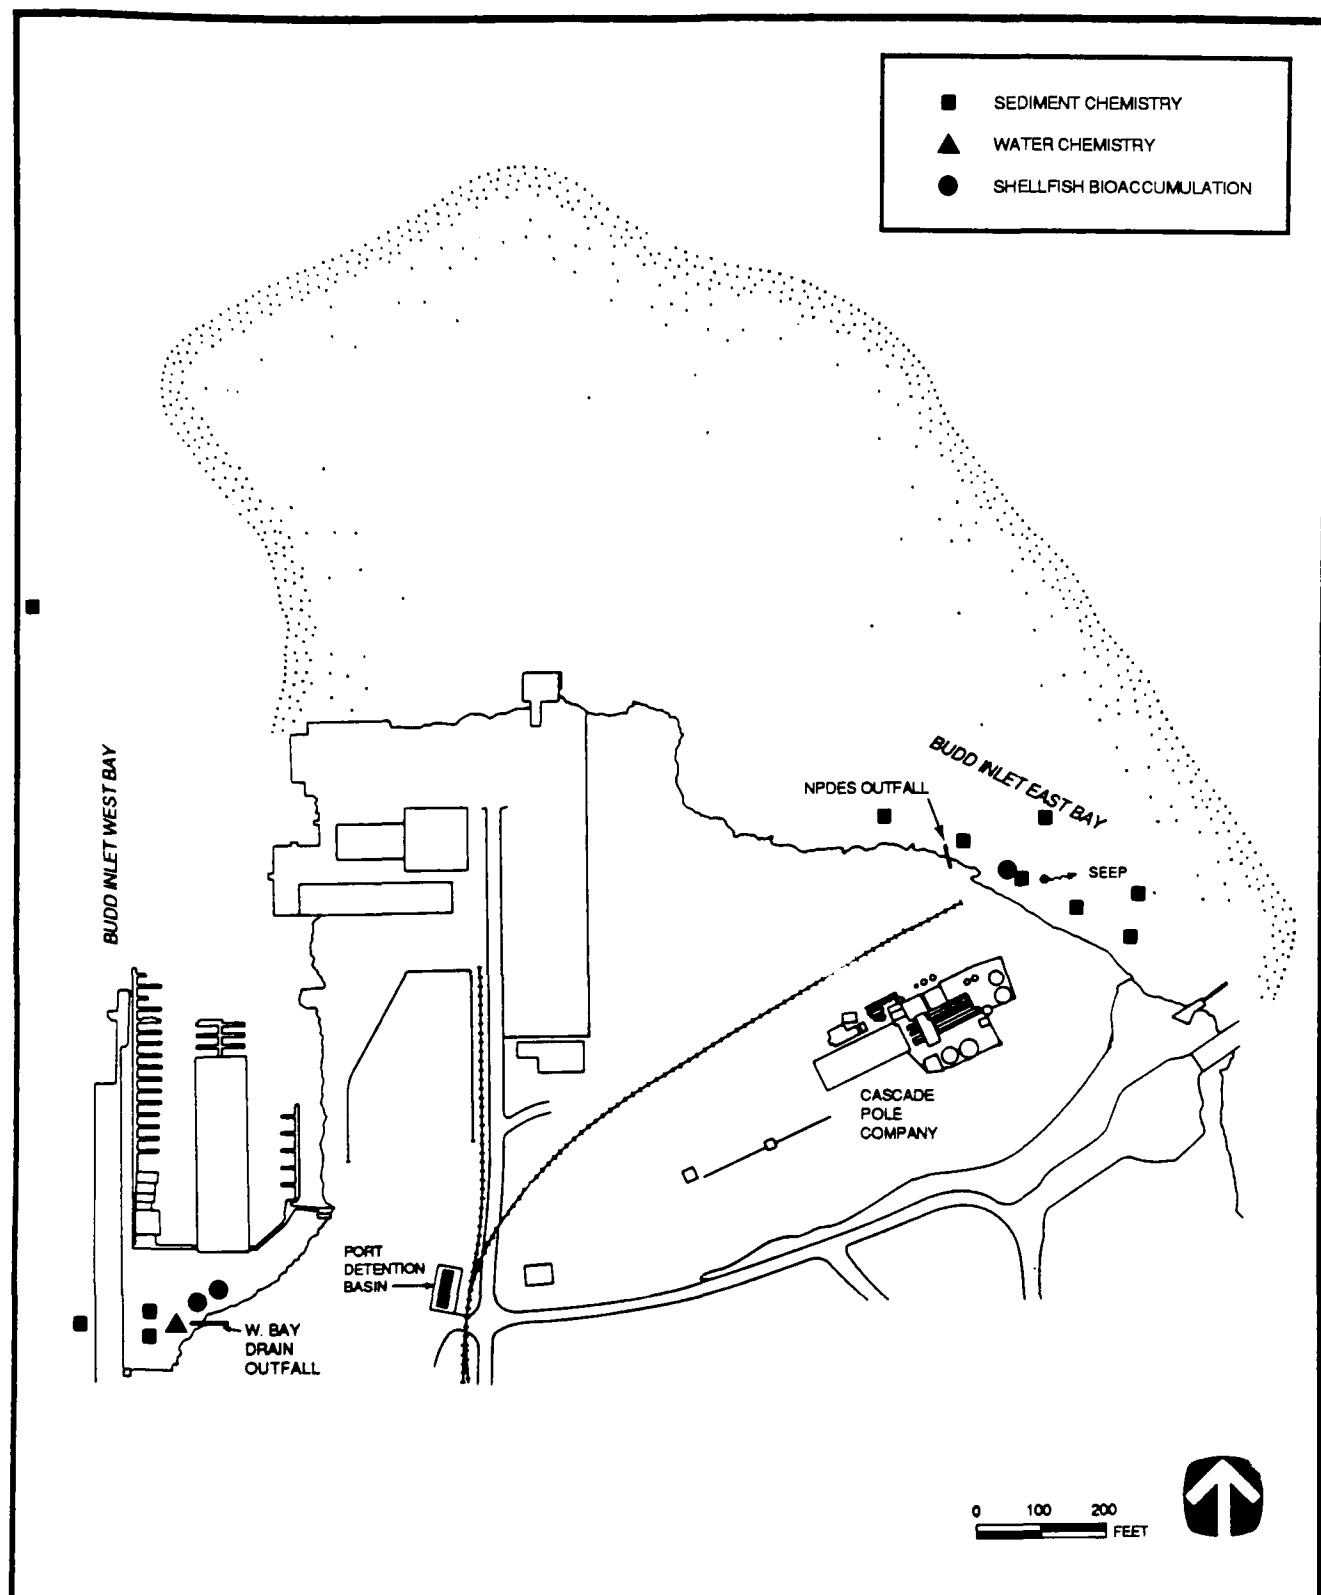 SEDIMENT CHEMISTRY
WATER CHEMISTRY
SHELLFISH BIOACCUMULATION
BUDD INLET WEST BAY
BUDD INLET EAST BAY
NPDES OUTFALL
SEEP
CASCADE
POLE
COMPANY
PORT
DETENTION
BASIN
W. BAY
DRAIN
OUTFALL
0 100 200
FEET